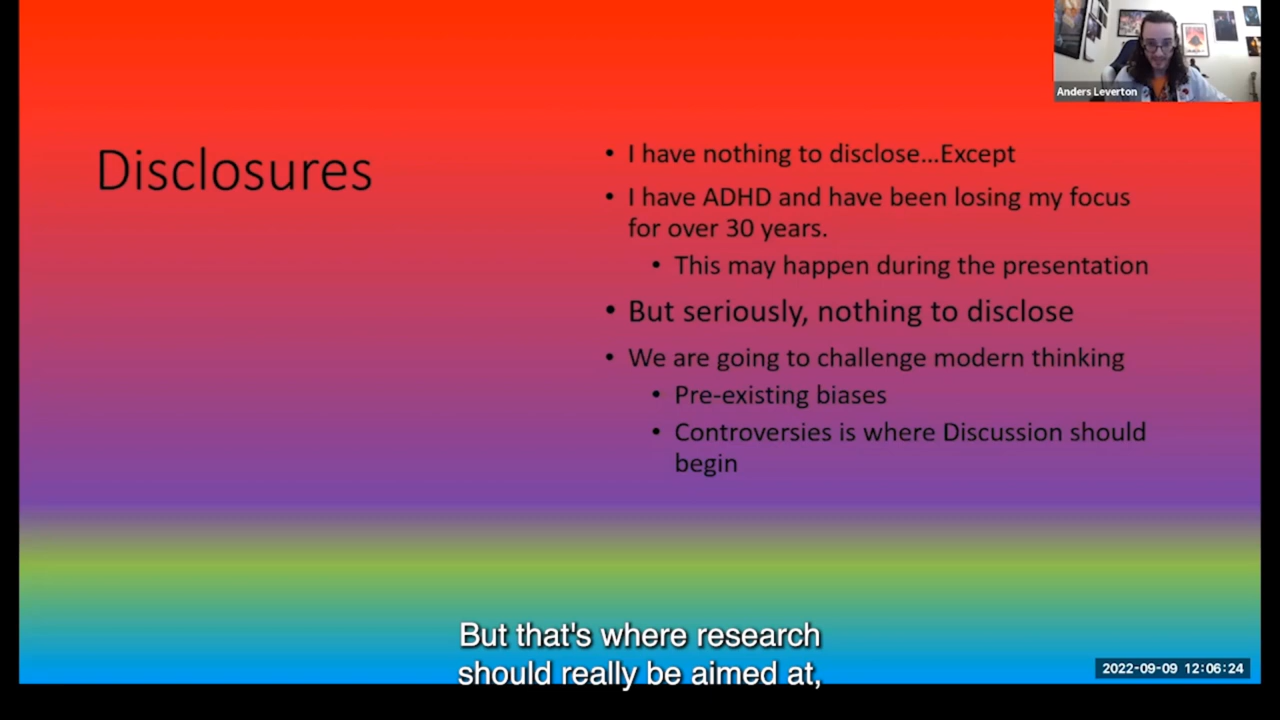 Anders Leverton
Disclosures
• I have nothing to disclose...Except
• I have ADHD and have been losing my focus
for over 30 years.
• This may happen during the presentation
• But seriously, nothing to disclose
• We are going to challenge modern thinking
• Pre-existing biases
• Controversies is where Discussion should
begin
But that's where research
should really be aimed at,
2022-09-09 12:06:24